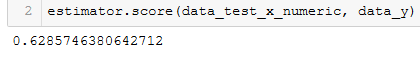 2 estimator.score(data_test_x_numeric, data_y)
0.6285746380642712